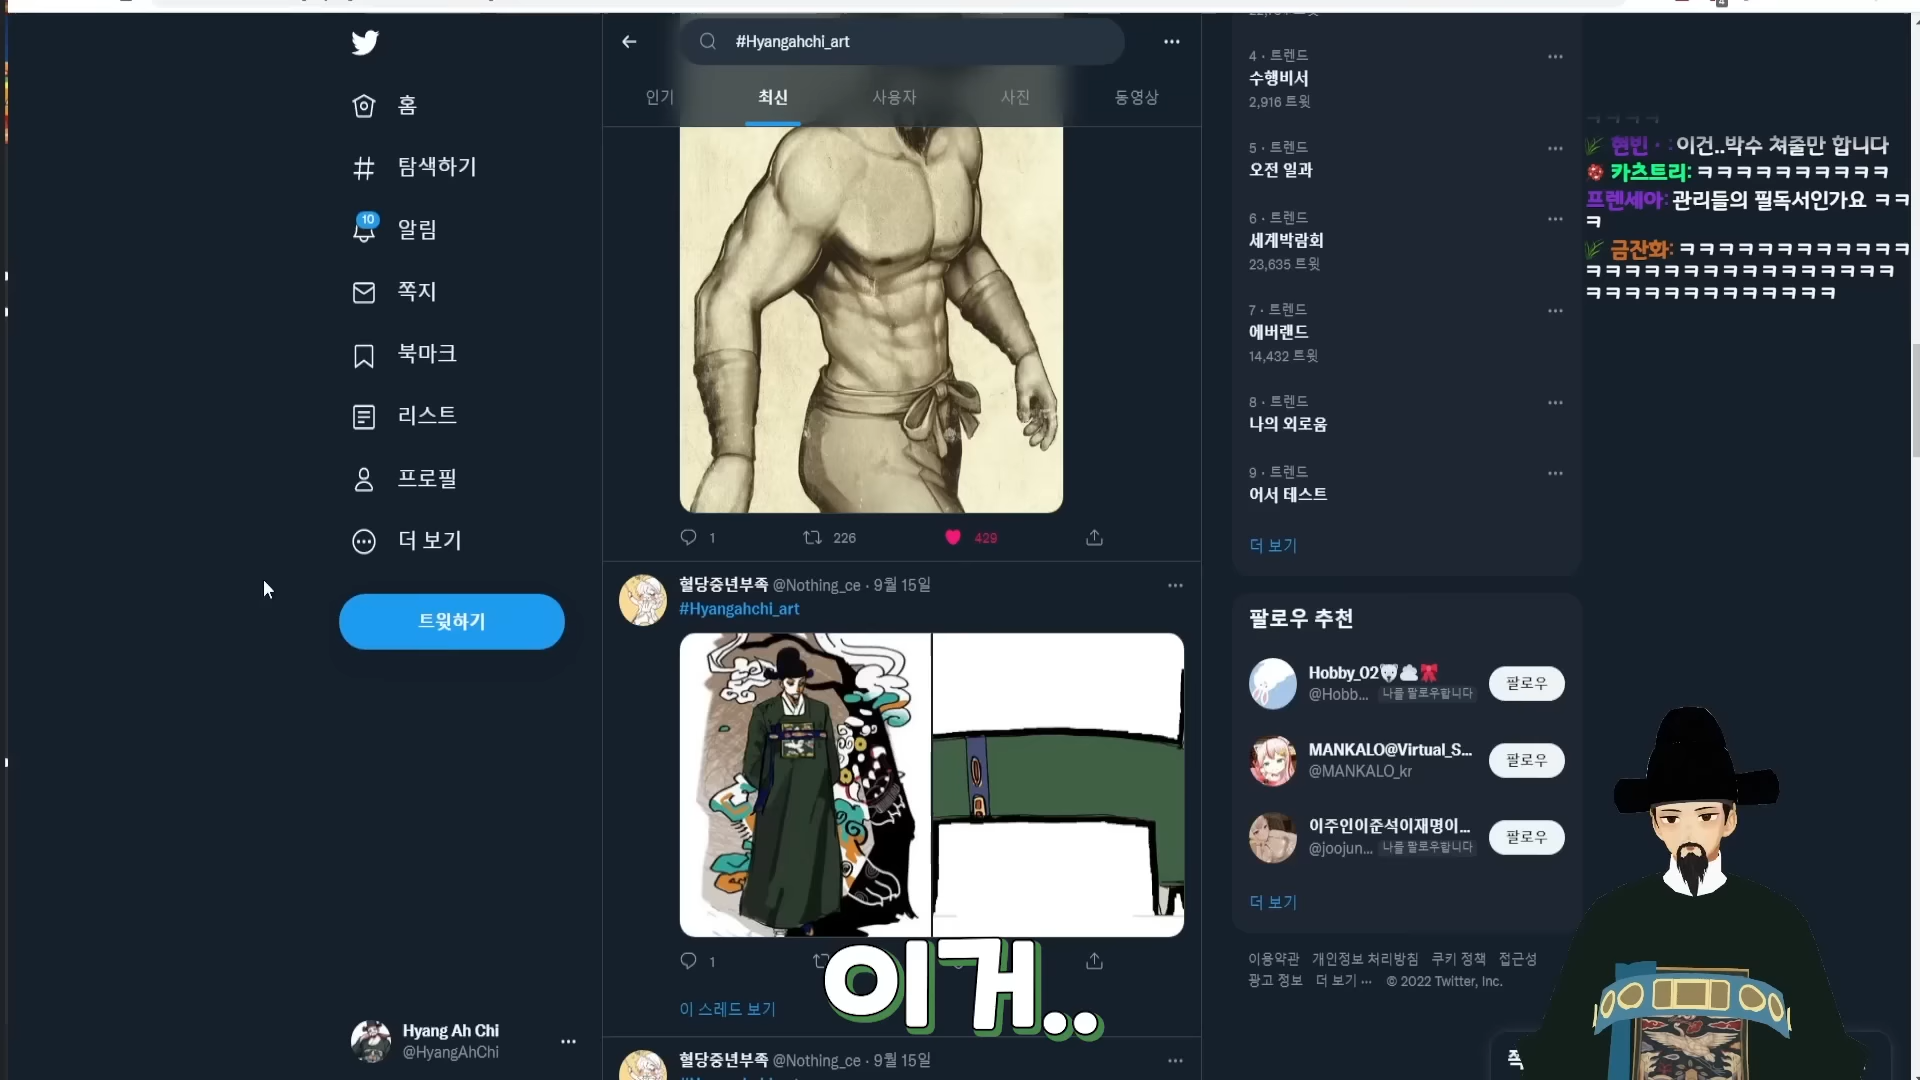 #Hyangahchi_art
인기
최신
사용자
사진
동영상
홈
탐색하기
10
알림
쪽지
북마크
리스트
프로필
더 보기
트윗하기
Hyang Ah Chi
@HyangAhChi
1
226
429
혈당중년부족 @Nothing_ce · 9월 15일
#Hyangahchi_art
1
이 스레드 보기
혈당중년부족 @Nothing_ce · 9월 15일
이거..
4 · 트렌드
수행비서
2,916 트윗
5 · 트렌드
오전 일과
6 · 트렌드
세계박람회
23,635 트윗
7 · 트렌드
에버랜드
14,432 트윗
8 · 트렌드
나의 외로움
9 · 트렌드
어서 테스트
더 보기
팔로우 추천
Hobby_02
@Hobb... 나를 팔로우합니다
팔로우
MANKALO@Virtual_S...
@MANKALO_kr
팔로우
이주인이준석이재명이...
@joojun... 나를 팔로우합니다
팔로우
더 보기
이용약관 개인정보 처리방침 쿠키 정책 접근성
광고 정보 더 보기 ··· © 2022 Twitter, Inc.
쪽
현빈 · : 이건..박수 쳐줄만 합니다
카츠트리: ㅋㅋㅋㅋㅋㅋㅋㅋㅋㅋ
프렌세아: 관리들의 필독서인가요 ㅋㅋ
ㅋ
금잔화: ㅋㅋㅋㅋㅋㅋㅋㅋㅋㅋㅋㅋ
ㅋㅋㅋㅋㅋㅋㅋㅋㅋㅋㅋㅋㅋㅋㅋㅋ
ㅋㅋㅋㅋㅋㅋㅋㅋㅋㅋㅋㅋㅋ